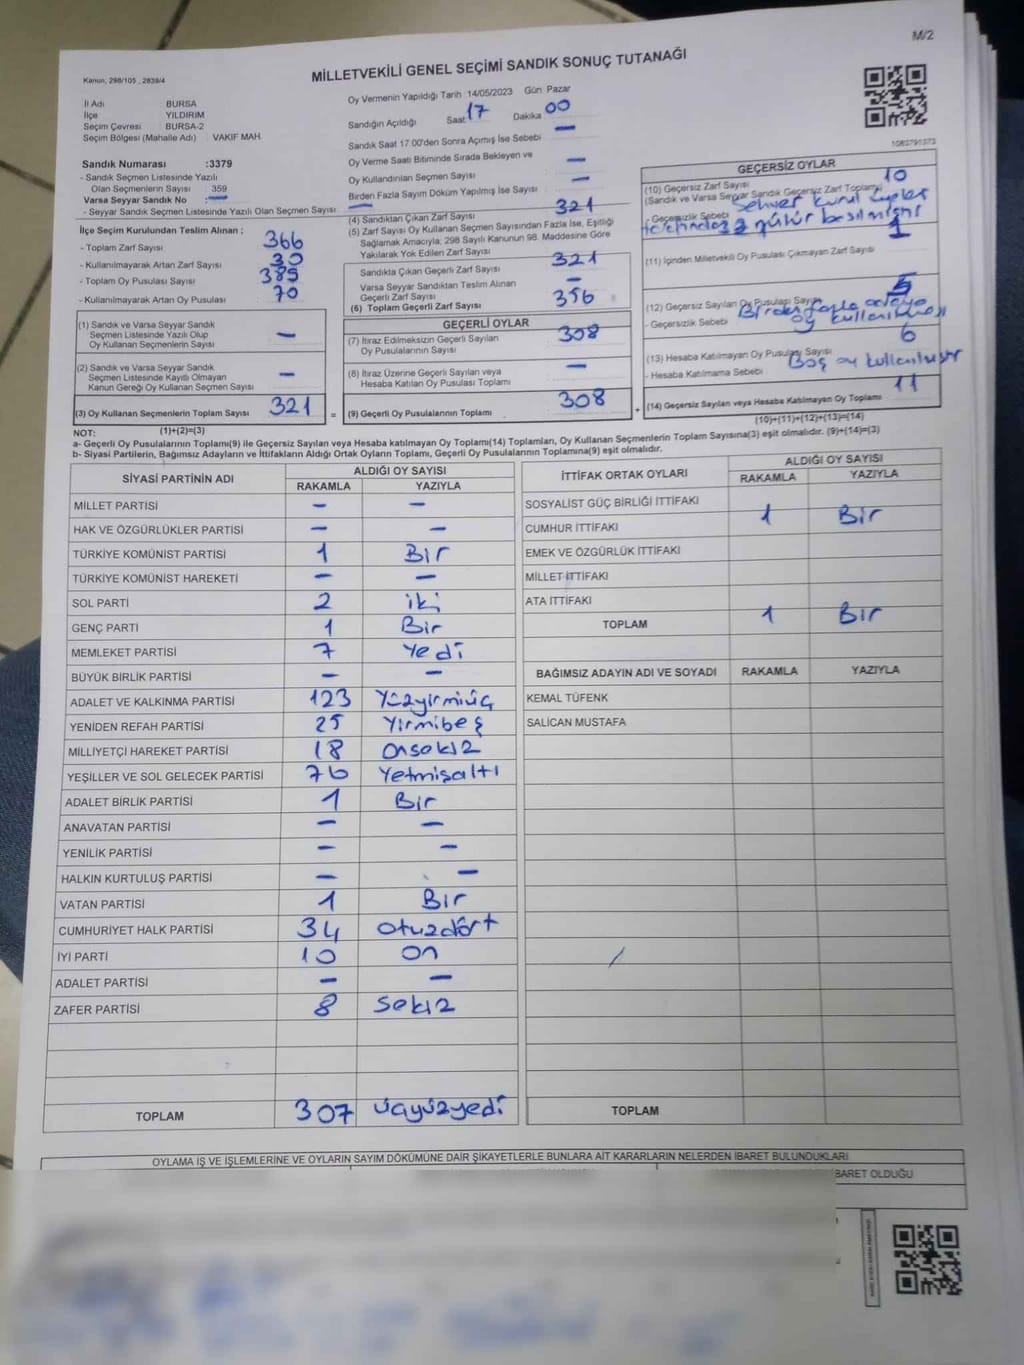 M/2
Kanun, 298/105 , 2839/4
MİLLETVEKİLİ GENEL SEÇİMİ SANDIK SONUÇ TUTANAĞI
İl Adı BURSA
İlçe YILDIRIM
Seçim Çevresi BURSA-2
Seçim Bölgesi (Mahalle Adı) VAKIF MAH.
Sandık Numarası :3379
- Sandık Seçmen Listesinde Yazılı
Olan Seçmenlerin Sayısı : 359
Varsa Seyyar Sandık No —
- Seyyar Sandık Seçmen Listesinde Yazılı Olan Seçmen Sayısı —
İlçe Seçim Kurulundan Teslim Alınan ;
- Toplam Zarf Sayısı 366
- Kullanılmayarak Artan Zarf Sayısı 30
- Toplam Oy Pusulası Sayısı 385
- Kullanılmayarak Artan Oy Pusulası 70
(1) Sandık ve Varsa Seyyar Sandık
Seçmen Listesinde Yazılı Olup
Oy Kullanan Seçmenlerin Sayısı —
(2) Sandık ve Varsa Seyyar Sandık
Seçmen Listesinde Kayıtlı Olmayan
Kanun Gereği Oy Kullanan Seçmen Sayısı —
(3) Oy Kullanan Seçmenlerin Toplam Sayısı 321 =
Oy Vermenin Yapıldığı Tarih :14/05/2023 Gün: Pazar
Sandığın Açıldığı Saat 17 Dakika 00
Sandık Saat 17.00'den Sonra Açılmış İse Sebebi —
Oy Verme Saati Bitiminde Sırada Bekleyen ve
Oy Kullandırılan Seçmen Sayısı —
Birden Fazla Sayım Döküm Yapılmış İse Sayısı —
(4) Sandıktan Çıkan Zarf Sayısı 321
(5) Zarf Sayısı Oy Kullanan Seçmen Sayısından Fazla İse, Eşitliği
Sağlamak Amacıyla; 298 Sayılı Kanunun 98. Maddesine Göre
Yakılarak Yok Edilen Zarf Sayısı
Sandıkta Çıkan Geçerli Zarf Sayısı 321
Varsa Seyyar Sandıktan Teslim Alınan
Geçerli Zarf Sayısı —
(6) Toplam Geçerli Zarf Sayısı 356
GEÇERLİ OYLAR
(7) İtiraz Edilmeksizin Geçerli Sayılan
Oy Pusulalarının Sayısı 308
(8) İtiraz Üzerine Geçerli Sayılan veya
Hesaba Katılan Oy Pusulası Toplamı —
(9) Geçerli Oy Pusulalarının Toplamı 308 +
1083791373
GEÇERSİZ OYLAR
(10) Geçersiz Zarf Sayısı 10
(Sandık ve Varsa Seyyar Sandık Geçersiz Zarf Toplamı)
- Geçersizlik Sebebi Sehven kurul üyeleri
tarafından mühür basılmıştır
(11) İçinden Milletvekili Oy Pusulası Çıkmayan Zarf Sayısı 1
(12) Geçersiz Sayılan Oy Pusulası Sayısı 5
- Geçersizlik Sebebi Birden fazla adaya
oy kullanılması
(13) Hesaba Katılmayan Oy Pusulası Sayısı 6
- Hesaba Katılmama Sebebi Boş oy kullanılmıştır
(14) Geçersiz Sayılan veya Hesaba Katılmayan Oy Toplamı 11
NOT: (1)+(2)=(3)
(10)+(11)+(12)+(13)=(14)
a- Geçerli Oy Pusulalarının Toplamı(9) ile Geçersiz Sayılan veya Hesaba katılmayan Oy Toplamı(14) Toplamları, Oy Kullanan Seçmenlerin Toplam Sayısına(3) eşit olmalıdır. (9)+(14)=(3)
b- Siyasi Partilerin, Bağımsız Adayların ve İttifakların Aldığı Ortak Oyların Toplamı, Geçerli Oy Pusulalarının Toplamına(9) eşit olmalıdır.
SİYASİ PARTİNİN ADI ALDIĞI OY SAYISI
RAKAMLA YAZIYLA
MİLLET PARTİSİ — —
HAK VE ÖZGÜRLÜKLER PARTİSİ — —
TÜRKİYE KOMÜNİST PARTİSİ 1 Bir
TÜRKİYE KOMÜNİST HAREKETİ — —
SOL PARTİ 2 iki
GENÇ PARTİ 1 Bir
MEMLEKET PARTİSİ 7 Yedi
BÜYÜK BİRLİK PARTİSİ — —
ADALET VE KALKINMA PARTİSİ 123 Yüzyirmiüç
YENİDEN REFAH PARTİSİ 25 Yirmibeş
MİLLİYETÇİ HAREKET PARTİSİ 18 Onsekiz
YEŞİLLER VE SOL GELECEK PARTİSİ 76 Yetmişaltı
ADALET BİRLİK PARTİSİ 1 Bir
ANAVATAN PARTİSİ — —
YENİLİK PARTİSİ — —
HALKIN KURTULUŞ PARTİSİ — —
VATAN PARTİSİ 1 Bir
CUMHURİYET HALK PARTİSİ 34 Otuzdört
İYİ PARTİ 10 On
ADALET PARTİSİ — —
ZAFER PARTİSİ 8 Sekiz
TOPLAM 307 üçyüzyedi
İTTİFAK ORTAK OYLARI ALDIĞI OY SAYISI
RAKAMLA YAZIYLA
SOSYALİST GÜÇ BİRLİĞİ İTTİFAKI
CUMHUR İTTİFAKI 1 Bir
EMEK VE ÖZGÜRLÜK İTTİFAKI
MİLLET İTTİFAKI
ATA İTTİFAKI
TOPLAM 1 Bir
BAĞIMSIZ ADAYIN ADI VE SOYADI RAKAMLA YAZIYLA
KEMAL TÜFENK
SALİCAN MUSTAFA
TOPLAM
OYLAMA İŞ VE İŞLEMLERİNE VE OYLARIN SAYIM DÖKÜMÜNE DAİR ŞİKAYETLERLE BUNLARA AİT KARARLARIN NELERDEN İBARET BULUNDUKLARI
BARET OLDUĞU